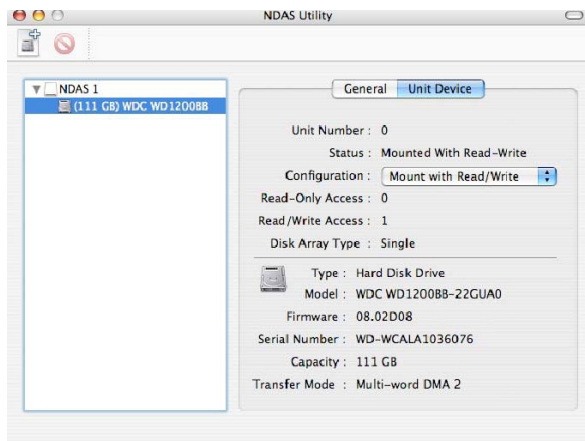 NDAS Utility
NDAS 1
(111 GB) WDC WD1200BB
General Unit Device
Unit Number : 0
Status : Mounted With Read-Write
Configuration : Mount with Read/Write
Read-Only Access : 0
Read/Write Access : 1
Disk Array Type : Single
Type : Hard Disk Drive
Model : WDC WD1200BB-22GUA0
Firmware : 08.02D08
Serial Number : WD-WCALA1036076
Capacity : 111 GB
Transfer Mode : Multi-word DMA 2